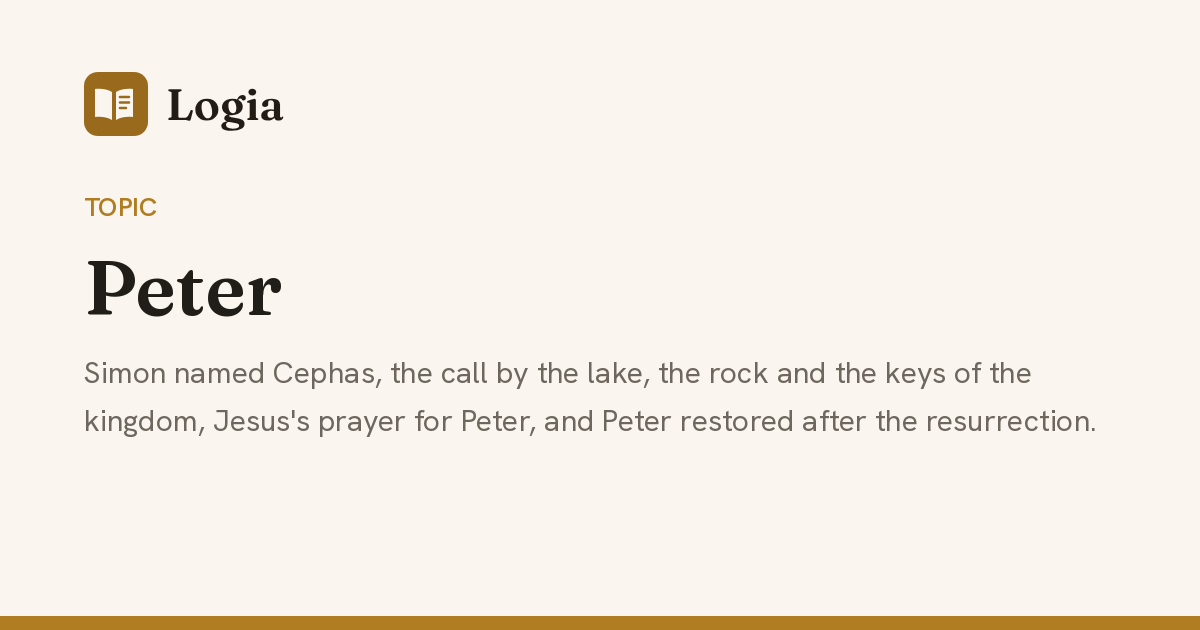 Logia
TOPIC
Peter
Simon named Cephas, the call by the lake, the rock and the keys of the
kingdom, Jesus's prayer for Peter, and Peter restored after the resurrection.